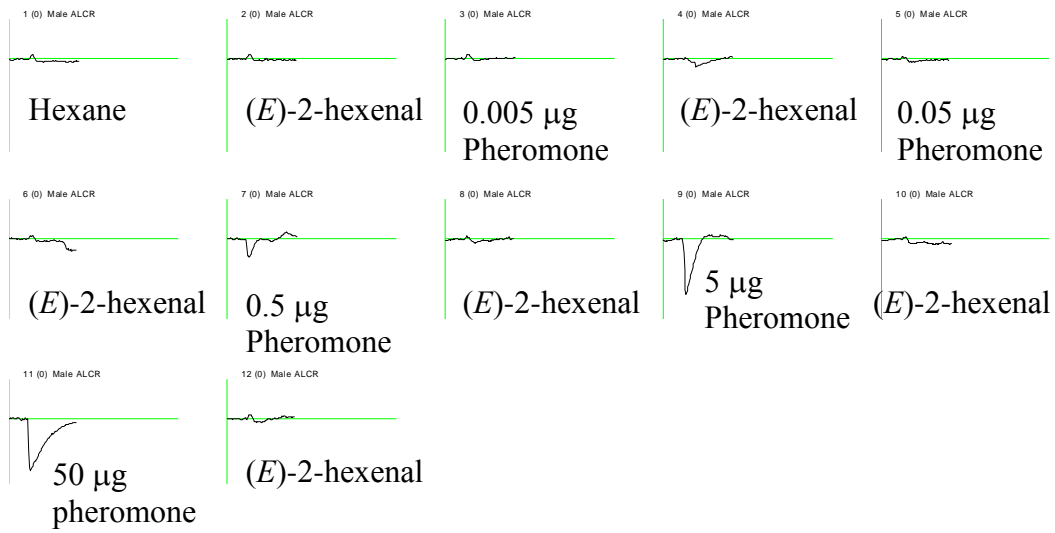 1 (0) Male ALCR
Hexane
2 (0) Male ALCR
(E)-2-hexenal
3 (0) Male ALCR
0.005 μg
Pheromone
4 (0) Male ALCR
(E)-2-hexenal
5 (0) Male ALCR
0.05 μg
Pheromone
6 (0) Male ALCR
(E)-2-hexenal
7 (0) Male ALCR
0.5 μg
Pheromone
8 (0) Male ALCR
(E)-2-hexenal
9 (0) Male ALCR
5 μg
Pheromone
10 (0) Male ALCR
(E)-2-hexenal
11 (0) Male ALCR
50 μg
pheromone
12 (0) Male ALCR
(E)-2-hexenal